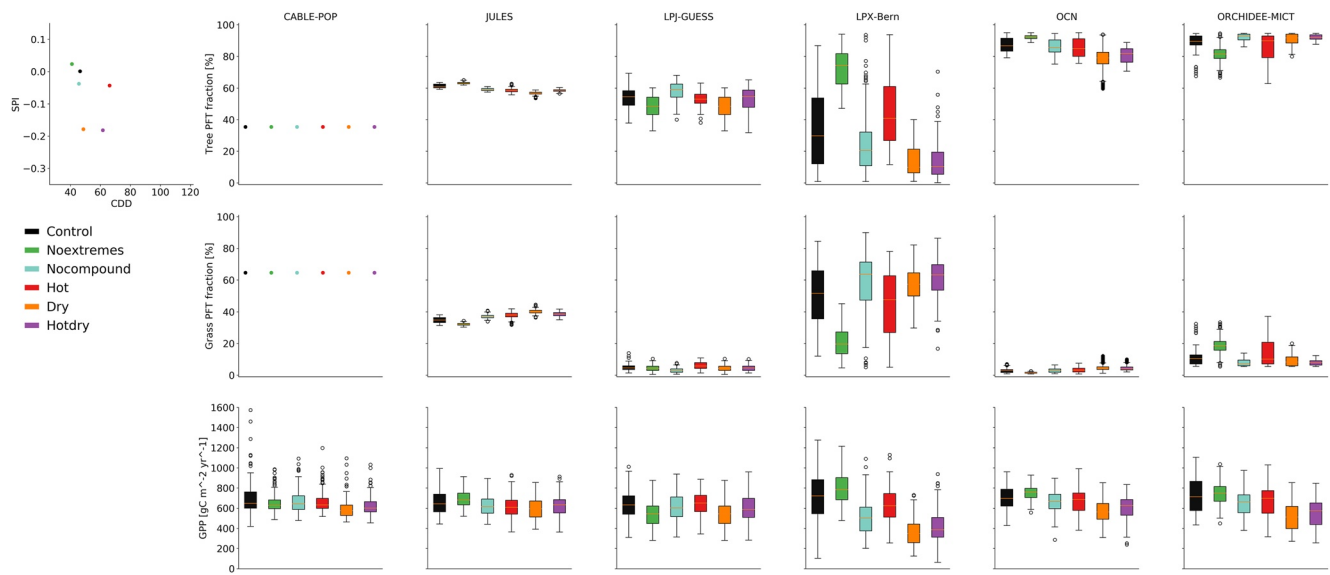 CABLE-POP JULES LPJ-GUESS LPX-Bern OCN ORCHIDEE-MICT
SPI
0.1
0.0
−0.1
−0.2
−0.3
40 60 80 100 120
CDD
Tree PFT fraction [%]
100
80
60
40
20
0
Control
Noextremes
Nocompound
Hot
Dry
Hotdry
Grass PFT fraction [%]
100
80
60
40
20
0
GPP [gC m^-2 yr^-1]
1600
1400
1200
1000
800
600
400
200
0